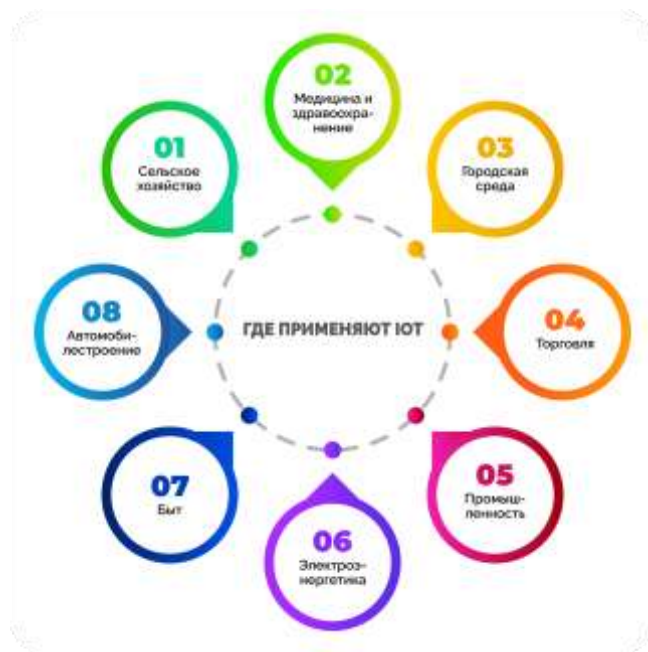 01
Сельское
хозяйство
02
Медицина и
здравоохра-
нение
03
Городская
среда
04
Торговля
05
Промыш-
ленность
06
Электроэ-
нергетика
07
Быт
08
Автомоби-
лестроение
ГДЕ ПРИМЕНЯЮТ IOT